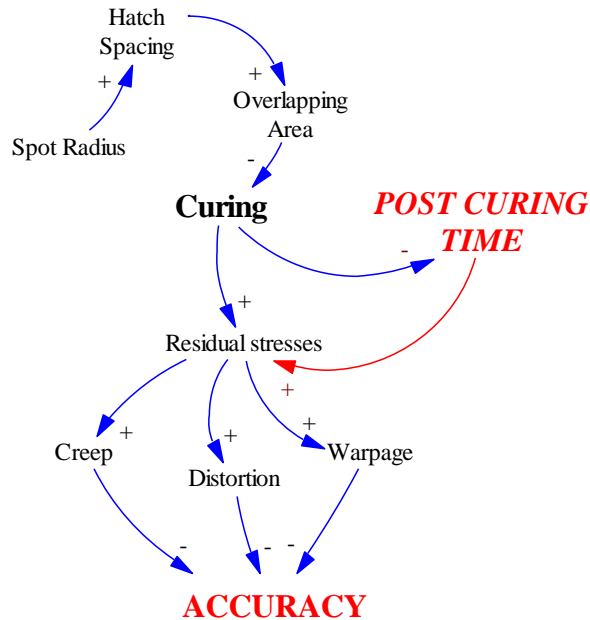 Hatch
Spacing
+
+
Overlapping
Area
Spot Radius
-
Curing
POST CURING
TIME
-
+
Residual stresses
+
+
+
+
Creep
Warpage
Distortion
-
-
-
ACCURACY